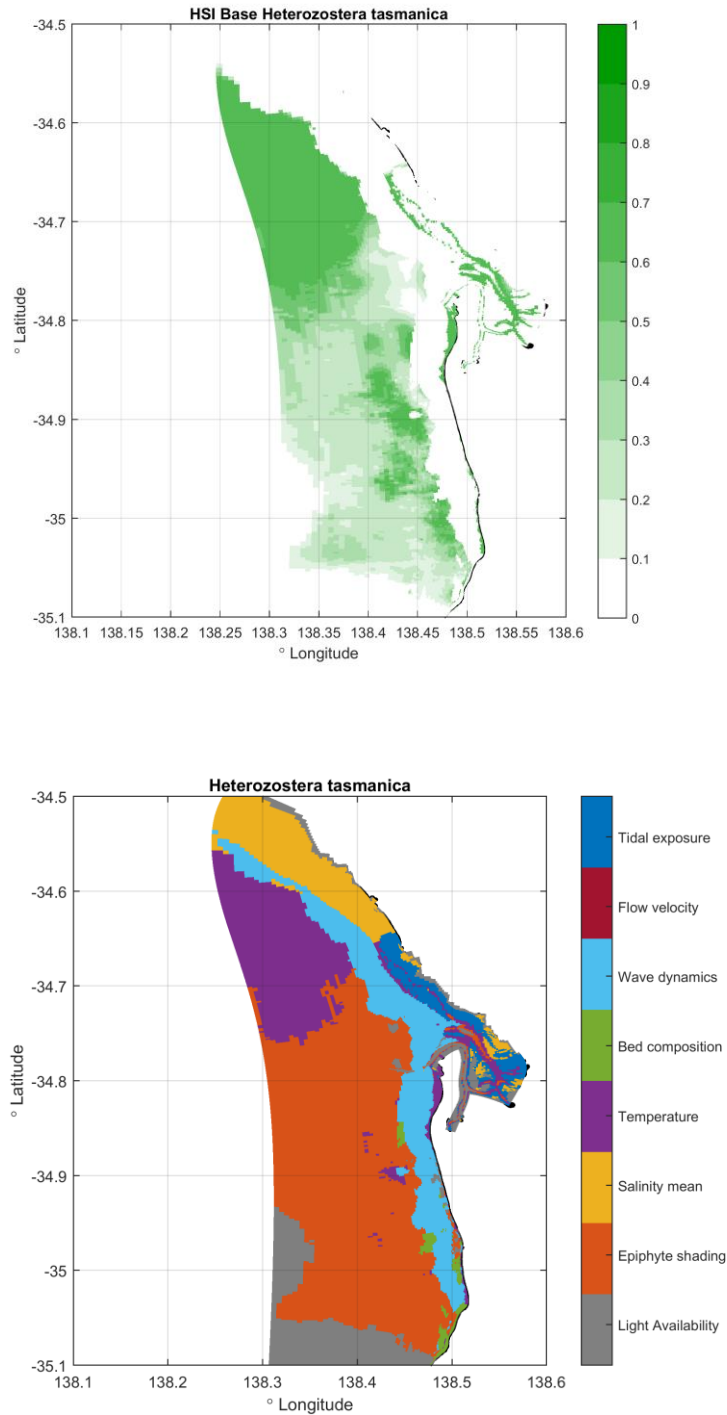 HSI Base Heterozostera tasmanica
-34.5
-34.6
-34.7
-34.8
-34.9
-35
-35.1
° Latitude
138.1 138.15 138.2 138.25 138.3 138.35 138.4 138.45 138.5 138.55 138.6
° Longitude
1
0.9
0.8
0.7
0.6
0.5
0.4
0.3
0.2
0.1
0
Heterozostera tasmanica
-34.5
-34.6
-34.7
-34.8
-34.9
-35
-35.1
° Latitude
138.1 138.2 138.3 138.4 138.5 138.6
° Longitude
Tidal exposure
Flow velocity
Wave dynamics
Bed composition
Temperature
Salinity mean
Epiphyte shading
Light Availability